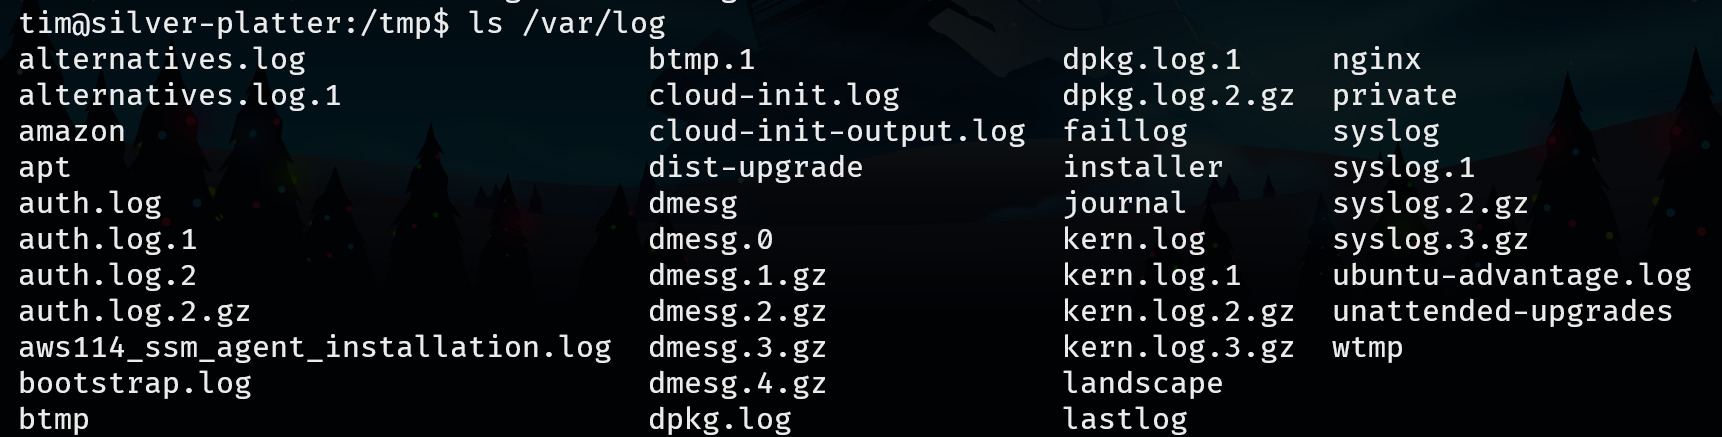 tim@silver-platter:/tmp$ ls /var/log
alternatives.log btmp.1 dpkg.log.1 nginx
alternatives.log.1 cloud-init.log dpkg.log.2.gz private
amazon cloud-init-output.log faillog syslog
apt dist-upgrade installer syslog.1
auth.log dmesg journal syslog.2.gz
auth.log.1 dmesg.0 kern.log syslog.3.gz
auth.log.2 dmesg.1.gz kern.log.1 ubuntu-advantage.log
auth.log.2.gz dmesg.2.gz kern.log.2.gz unattended-upgrades
aws114_ssm_agent_installation.log dmesg.3.gz kern.log.3.gz wtmp
bootstrap.log dmesg.4.gz landscape
btmp dpkg.log lastlog